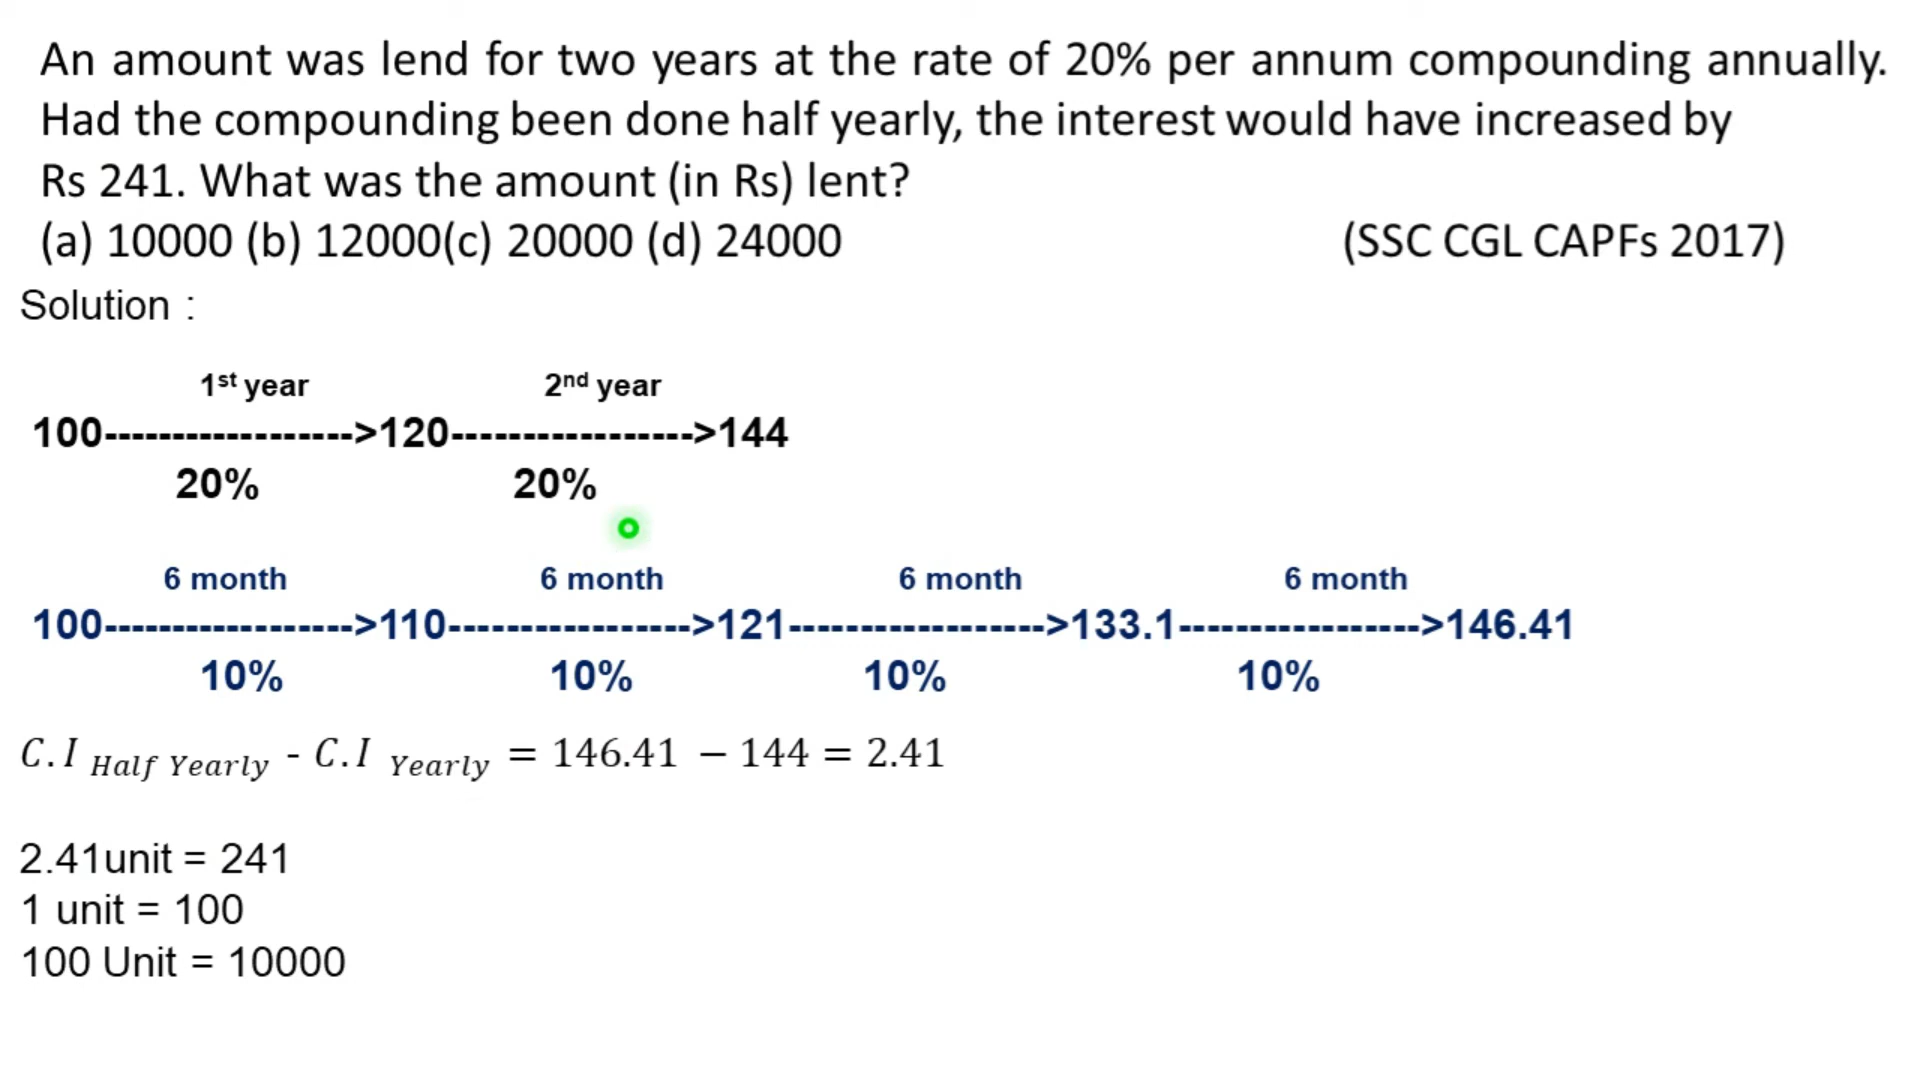 An amount was lend for two years at the rate of 20% per annum compounding annually.
Had the compounding been done half yearly, the interest would have increased by
Rs 241. What was the amount (in Rs) lent?
(a) 10000 (b) 12000(c) 20000 (d) 24000 (SSC CGL CAPFs 2017)
Solution :
1st year 2nd year
100------------------>120----------------->144
20% 20%
6 month 6 month 6 month 6 month
100------------------>110----------------->121------------------>133.1----------------->146.41
10% 10% 10% 10%
C.I Half Yearly - C.I Yearly = 146.41 − 144 = 2.41
2.41unit = 241
1 unit = 100
100 Unit = 10000